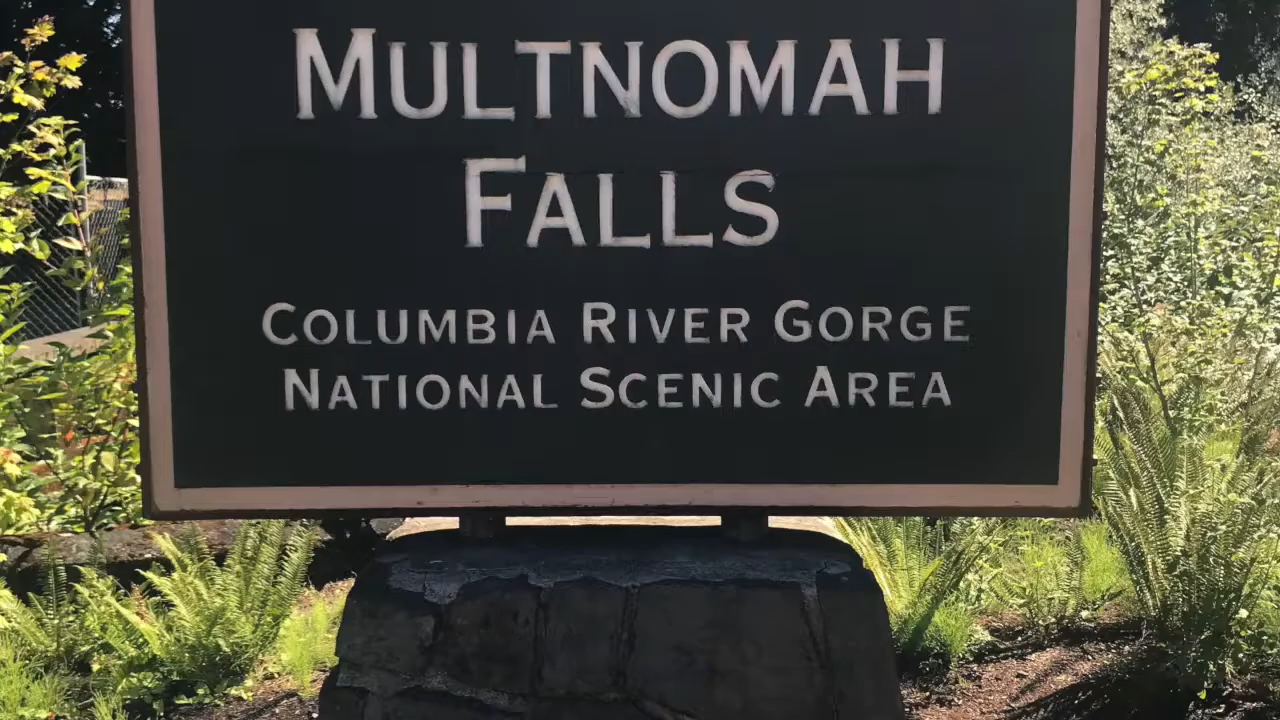 MULTNOMAH
FALLS
COLUMBIA RIVER GORGE
NATIONAL SCENIC AREA